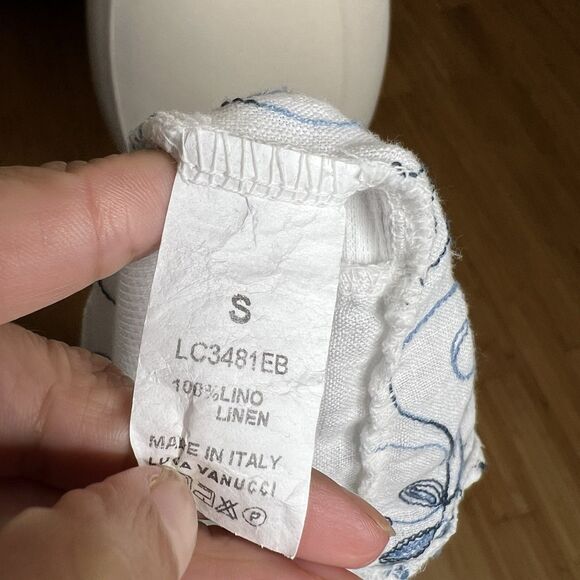 S
LC3481EB
100%LINO
LINEN
MADE IN ITALY
LUCA VANUCCI
P